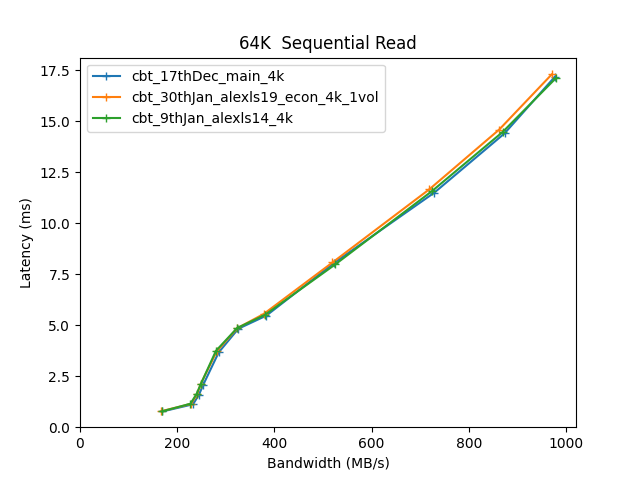 64K  Sequential Read
cbt_17thDec_main_4k
cbt_30thJan_alexls19_econ_4k_1vol
cbt_9thJan_alexls14_4k
17.5
15.0
12.5
10.0
7.5
5.0
2.5
0.0
Latency (ms)
0 200 400 600 800 1000
Bandwidth (MB/s)